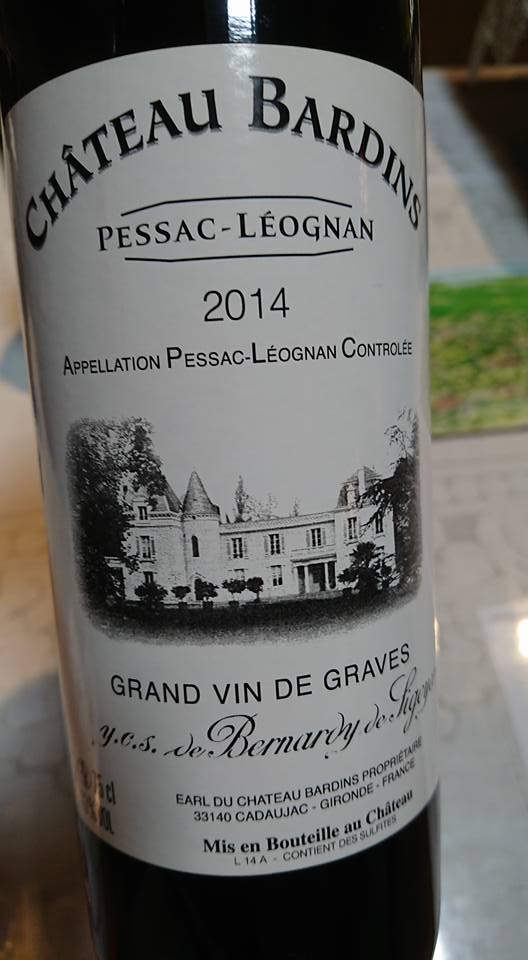 CHÂTEAU BARDINS
PESSAC-LÉOGNAN
2014
APPELLATION PESSAC-LÉOGNAN CONTROLÉE
GRAND VIN DE GRAVES
y.o.s. de Bernardy de
EARL DU CHATEAU BARDINS PROPRIÉTAIRE
33140 CADAUJAC - GIRONDE - FRANCE
Mis en Bouteille au Château
L 14 A - CONTIENT DES SULFITES